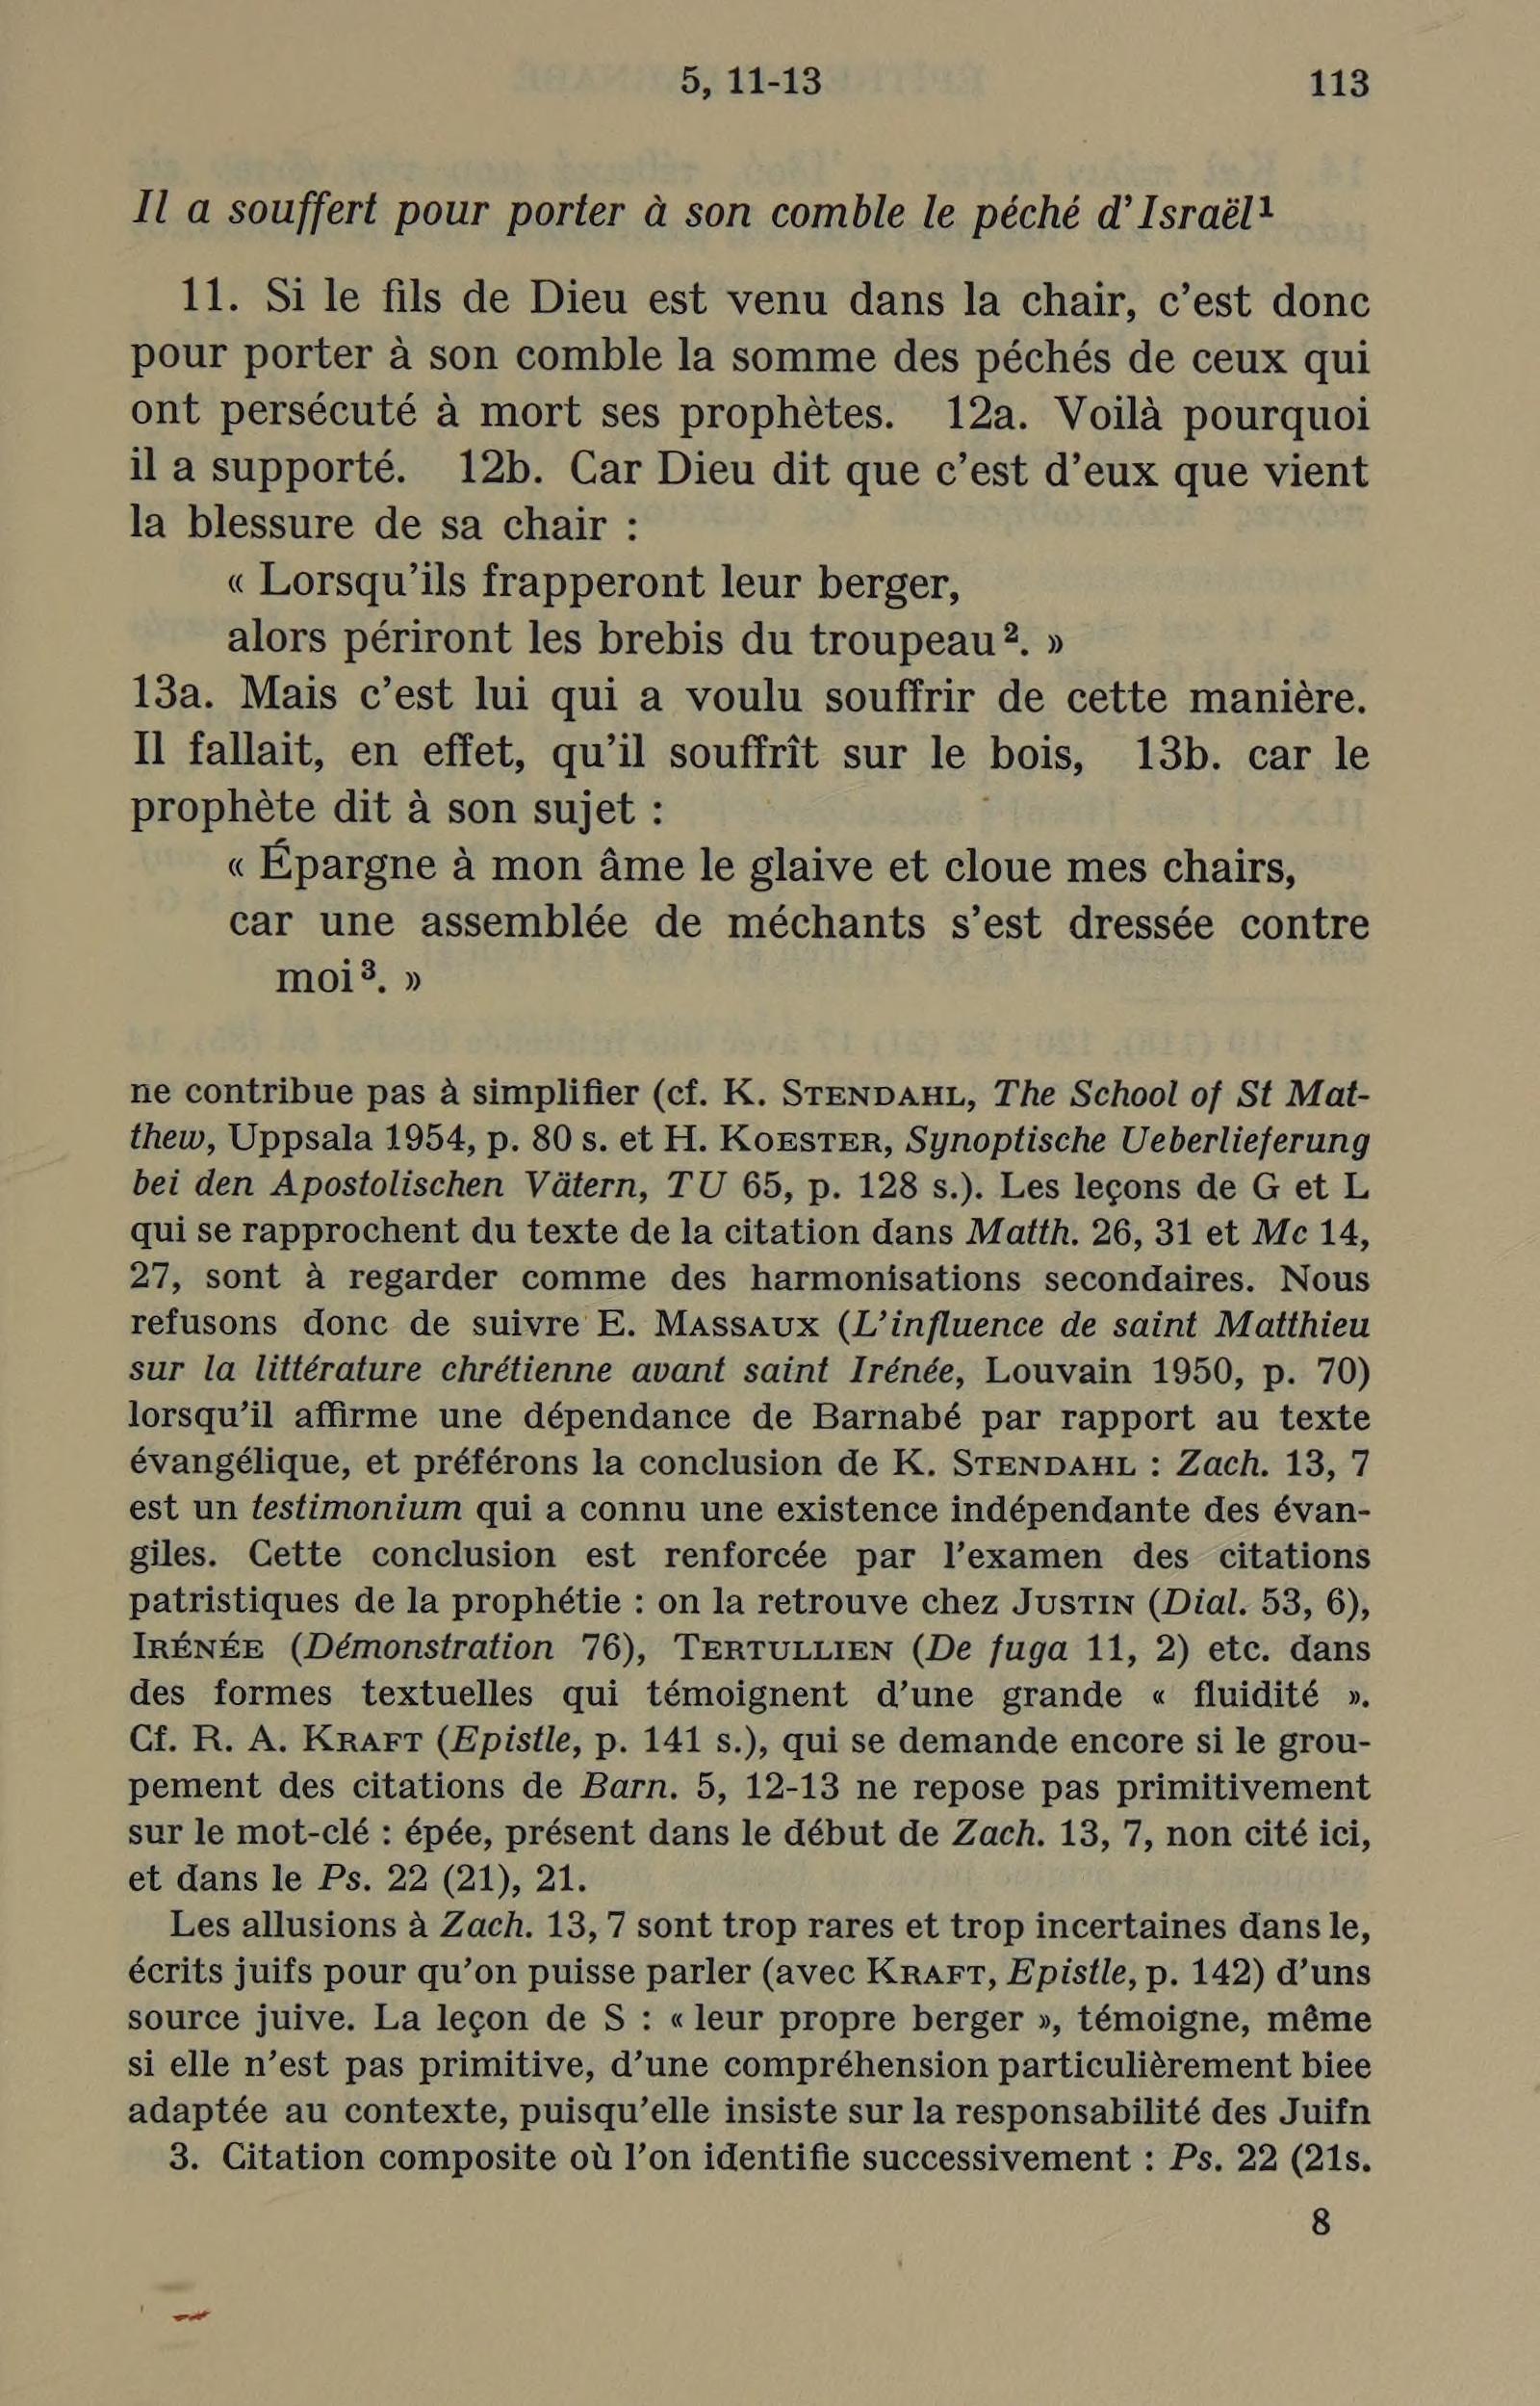 5, 11-13 113
Il a souffert pour porter à son comble le péché d'Israël¹
11. Si le fils de Dieu est venu dans la chair, c'est donc
pour porter à son comble la somme des péchés de ceux qui
ont persécuté à mort ses prophètes. 12a. Voilà pourquoi
il a supporté. 12b. Car Dieu dit que c'est d'eux que vient
la blessure de sa chair :
« Lorsqu'ils frapperont leur berger,
alors périront les brebis du troupeau². »
13a. Mais c'est lui qui a voulu souffrir de cette manière.
Il fallait, en effet, qu'il souffrît sur le bois, 13b. car le
prophète dit à son sujet :
« Épargne à mon âme le glaive et cloue mes chairs,
car une assemblée de méchants s'est dressée contre
moi³. »
ne contribue pas à simplifier (cf. K. STENDAHL, The School of St Mat-
thew, Uppsala 1954, p. 80 s. et H. KOESTER, Synoptische Ueberlieferung
bei den Apostolischen Vätern, TU 65, p. 128 s.). Les leçons de G et L
qui se rapprochent du texte de la citation dans Matth. 26, 31 et Mc 14,
27, sont à regarder comme des harmonisations secondaires. Nous
refusons donc de suivre E. MASSAUX (L'influence de saint Matthieu
sur la littérature chrétienne avant saint Irénée, Louvain 1950, p. 70)
lorsqu'il affirme une dépendance de Barnabé par rapport au texte
évangélique, et préférons la conclusion de K. STENDAHL : Zach. 13, 7
est un testimonium qui a connu une existence indépendante des évan-
giles. Cette conclusion est renforcée par l'examen des citations
patristiques de la prophétie : on la retrouve chez JUSTIN (Dial. 53, 6),
IRÉNÉE (Démonstration 76), TERTULLIEN (De fuga 11, 2) etc. dans
des formes textuelles qui témoignent d'une grande « fluidité ».
Cf. R. A. KRAFT (Epistle, p. 141 s.), qui se demande encore si le grou-
pement des citations de Barn. 5, 12-13 ne repose pas primitivement
sur le mot-clé : épée, présent dans le début de Zach. 13, 7, non cité ici,
et dans le Ps. 22 (21), 21.
Les allusions à Zach. 13, 7 sont trop rares et trop incertaines dans le,
écrits juifs pour qu'on puisse parler (avec KRAFT, Epistle, p. 142) d'uns
source juive. La leçon de S : « leur propre berger », témoigne, même
si elle n'est pas primitive, d'une compréhension particulièrement biee
adaptée au contexte, puisqu'elle insiste sur la responsabilité des Juifn
3. Citation composite où l'on identifie successivement : Ps. 22 (21s.
8